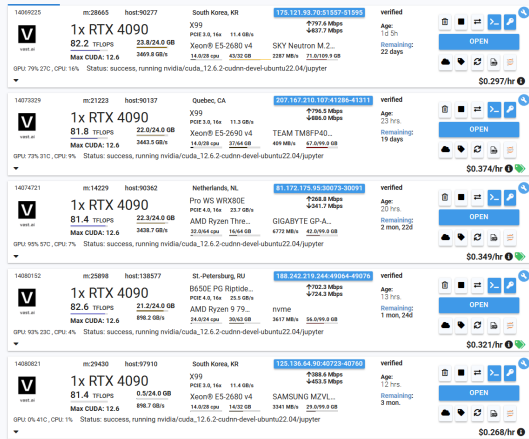 14069225 m:28665 host:90277 South Korea, KR 175.121.93.70:51557-51595 verified
vast.ai
1x RTX 4090
82.2 TFLOPS 23.8/24.0 GB 3469.8 GB/s
Max CUDA: 12.6
X99
PCIE 3.0, 16x 11.4 GB/s
Xeon® E5-2680 v4
14.0/28 cpu 43/32 GB
↑797.6 Mbps
↓837.7 Mbps
SKY Neutron M.2...
2287 MB/s 71.0/109.9 GB
Age:
1d 5h
Remaining:
22 days
OPEN
GPU: 79% 27C , CPU: 16% Status: success, running nvidia/cuda_12.6.2-cudnn-devel-ubuntu22.04/jupyter
$0.297/hr
14073329 m:21223 host:90137 Quebec, CA 207.167.210.107:41286-41311 verified
vast.ai
1x RTX 4090
81.8 TFLOPS 22.0/24.0 GB 3443.5 GB/s
Max CUDA: 12.6
X99
PCIE 3.0, 16x 11.4 GB/s
Xeon® E5-2690 v4
14.0/28 cpu 37/64 GB
↑796.5 Mbps
↓686.0 Mbps
TEAM TM8FP40...
409 MB/s 67.0/99.0 GB
Age:
23 hrs.
Remaining:
19 days
OPEN
GPU: 73% 31C , CPU: 9% Status: success, running nvidia/cuda_12.6.2-cudnn-devel-ubuntu22.04/jupyter
$0.374/hr
14074721 m:14229 host:90362 Netherlands, NL 81.172.175.95:30073-30091 verified
vast.ai
1x RTX 4090
81.4 TFLOPS 22.3/24.0 GB 3438.7 GB/s
Max CUDA: 12.6
Pro WS WRX80E
PCIE 4.0, 16x 23.7 GB/s
AMD Ryzen Thre...
32.0/64 cpu 16/64 GB
↑268.8 Mbps
↓341.7 Mbps
GIGABYTE GP-A...
6772 MB/s 42.0/99.0 GB
Age:
20 hrs.
Remaining:
2 mon, 22d
OPEN
GPU: 95% 57C , CPU: 7% Status: success, running nvidia/cuda_12.6.2-cudnn-devel-ubuntu22.04/jupyter
$0.349/hr
14080152 m:25898 host:138577 St.-Petersburg, RU 188.242.219.244:49064-49076 verified
vast.ai
1x RTX 4090
82.6 TFLOPS 21.2/24.0 GB 898.2 GB/s
Max CUDA: 12.6
B650E PG Riptide...
PCIE 4.0, 16x 25.5 GB/s
AMD Ryzen 9 79...
24.0/24 cpu 30/63 GB
↑702.3 Mbps
↓724.3 Mbps
nvme
3617 MB/s 56.0/99.0 GB
Age:
13 hrs.
Remaining:
1 mon, 24d
OPEN
GPU: 93% 23C , CPU: 4% Status: success, running nvidia/cuda_12.6.2-cudnn-devel-ubuntu22.04/jupyter
$0.321/hr
14080821 m:29430 host:97910 South Korea, KR 125.136.64.90:40723-40760 verified
vast.ai
1x RTX 4090
81.4 TFLOPS 0.5/24.0 GB 898.7 GB/s
Max CUDA: 12.6
X99
PCIE 3.0, 16x 11.4 GB/s
Xeon® E5-2680 v4
14.0/28 cpu 14/32 GB
↑388.6 Mbps
↓453.5 Mbps
SAMSUNG MZVL...
3341 MB/s 29.0/99.0 GB
Age:
12 hrs.
Remaining:
3 mon.
OPEN
GPU: 0% 41C , CPU: 1% Status: success, running nvidia/cuda_12.6.2-cudnn-devel-ubuntu22.04/jupyter
$0.268/hr